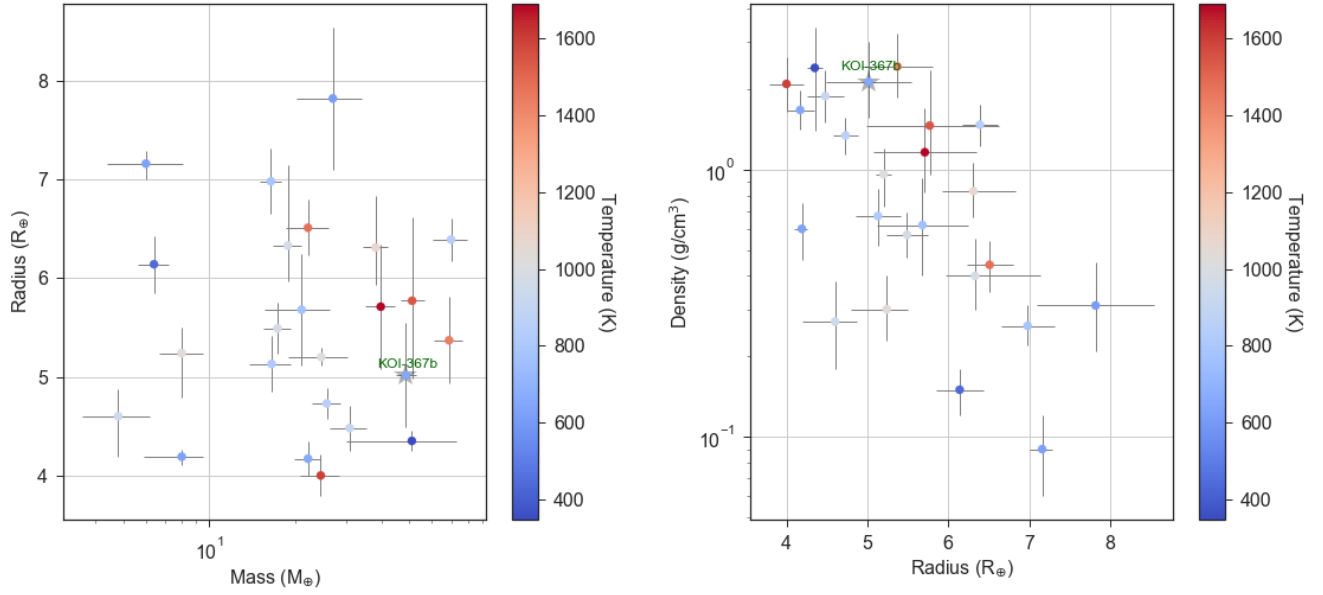 8
7
6
5
4
Radius (R⊕)
10¹
Mass (M⊕)
KOI-367b
1600
1400
1200
1000
800
600
400
Temperature (K)
10⁰
10⁻¹
Density (g/cm³)
4 5 6 7 8
Radius (R⊕)
KOI-367b
1600
1400
1200
1000
800
600
400
Temperature (K)